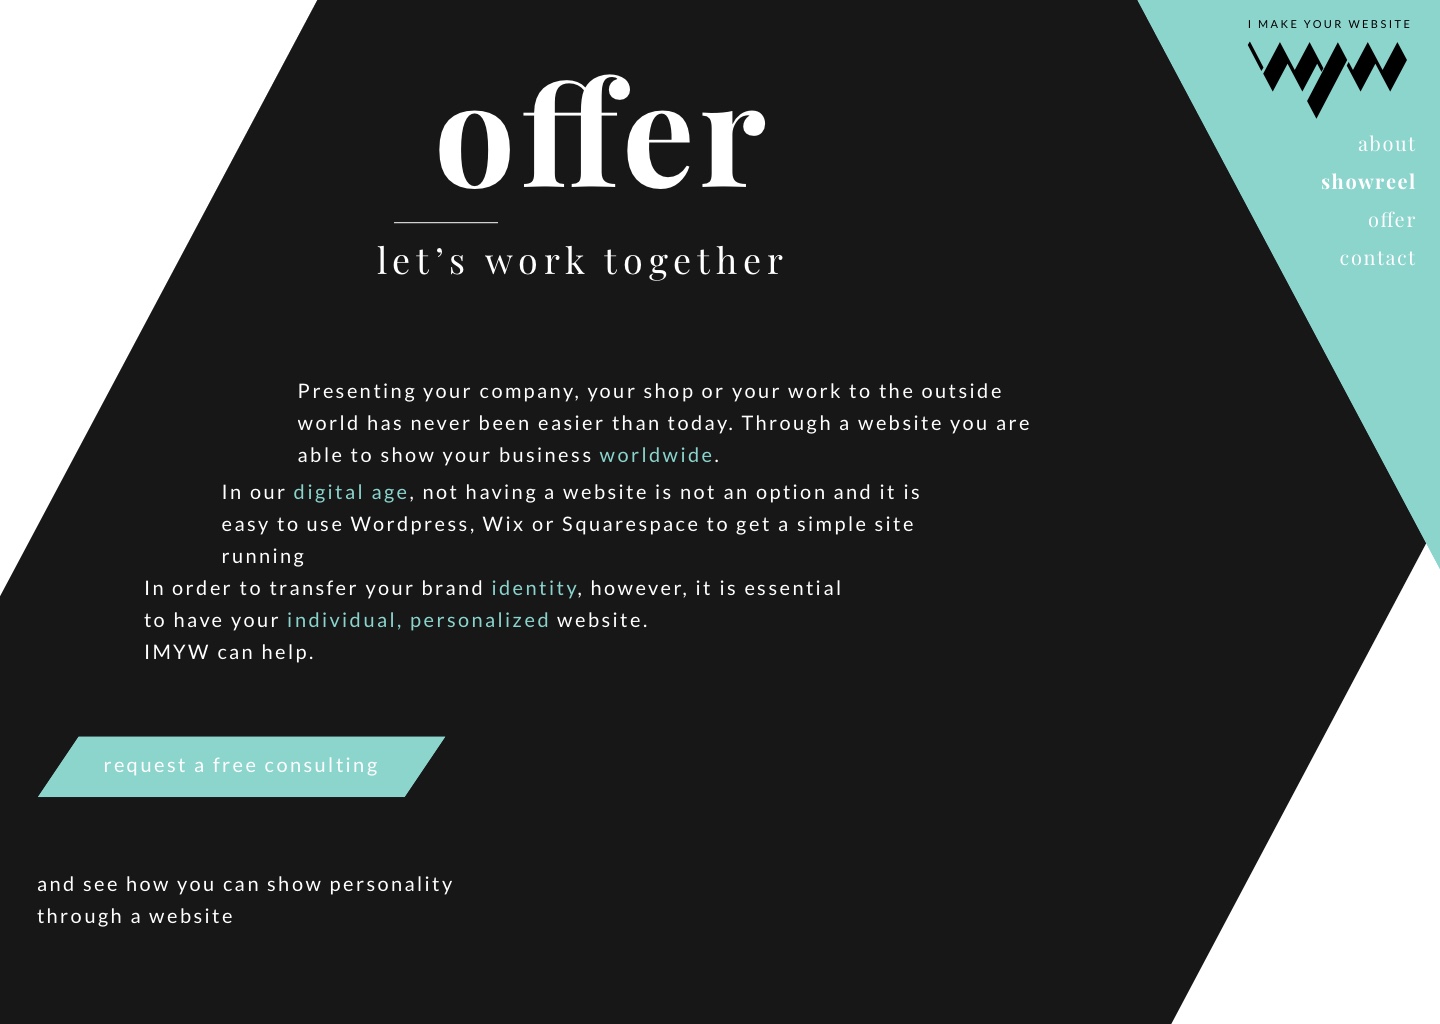 I MAKE YOUR WEBSITE
about
showreel
offer
contact
offer
let’s work together
Presenting your company, your shop or your work to the outside
world has never been easier than today. Through a website you are
able to show your business worldwide.
In our digital age, not having a website is not an option and it is
easy to use Wordpress, Wix or Squarespace to get a simple site
running
In order to transfer your brand identity, however, it is essential
to have your individual, personalized website.
IMYW can help.
request a free consulting
and see how you can show personality
through a website